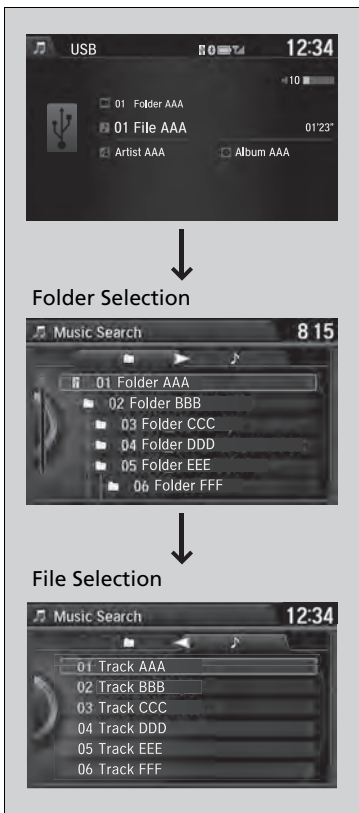 USB 12:34
10
01 Folder AAA
01 File AAA 01'23"
Artist AAA Album AAA
Folder Selection
Music Search 8 15
01 Folder AAA
02 Folder BBB
03 Folder CCC
04 Folder DDD
05 Folder EEE
06 Folder FFF
File Selection
Music Search 12:34
01 Track AAA
02 Track BBB
03 Track CCC
04 Track DDD
05 Track EEE
06 Track FFF